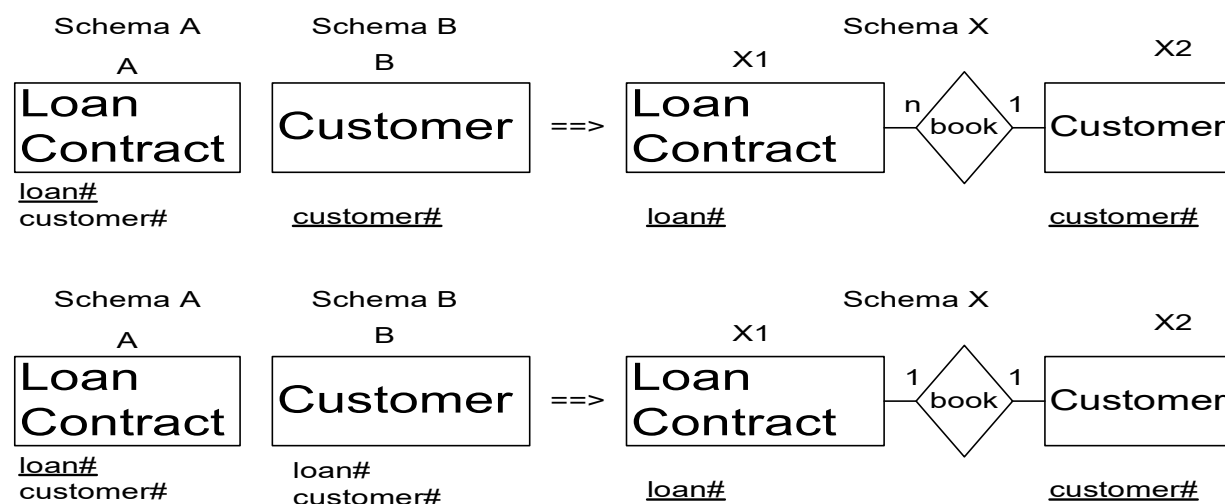 Schema A Schema B Schema X
A B X1 X2
Loan Contract Customer ==> Loan Contract n book 1 Customer
loan#
customer# customer# loan# customer#
Schema A Schema B Schema X
A B X1 X2
Loan Contract Customer ==> Loan Contract 1 book 1 Customer
loan# loan#
customer# customer# loan# customer#